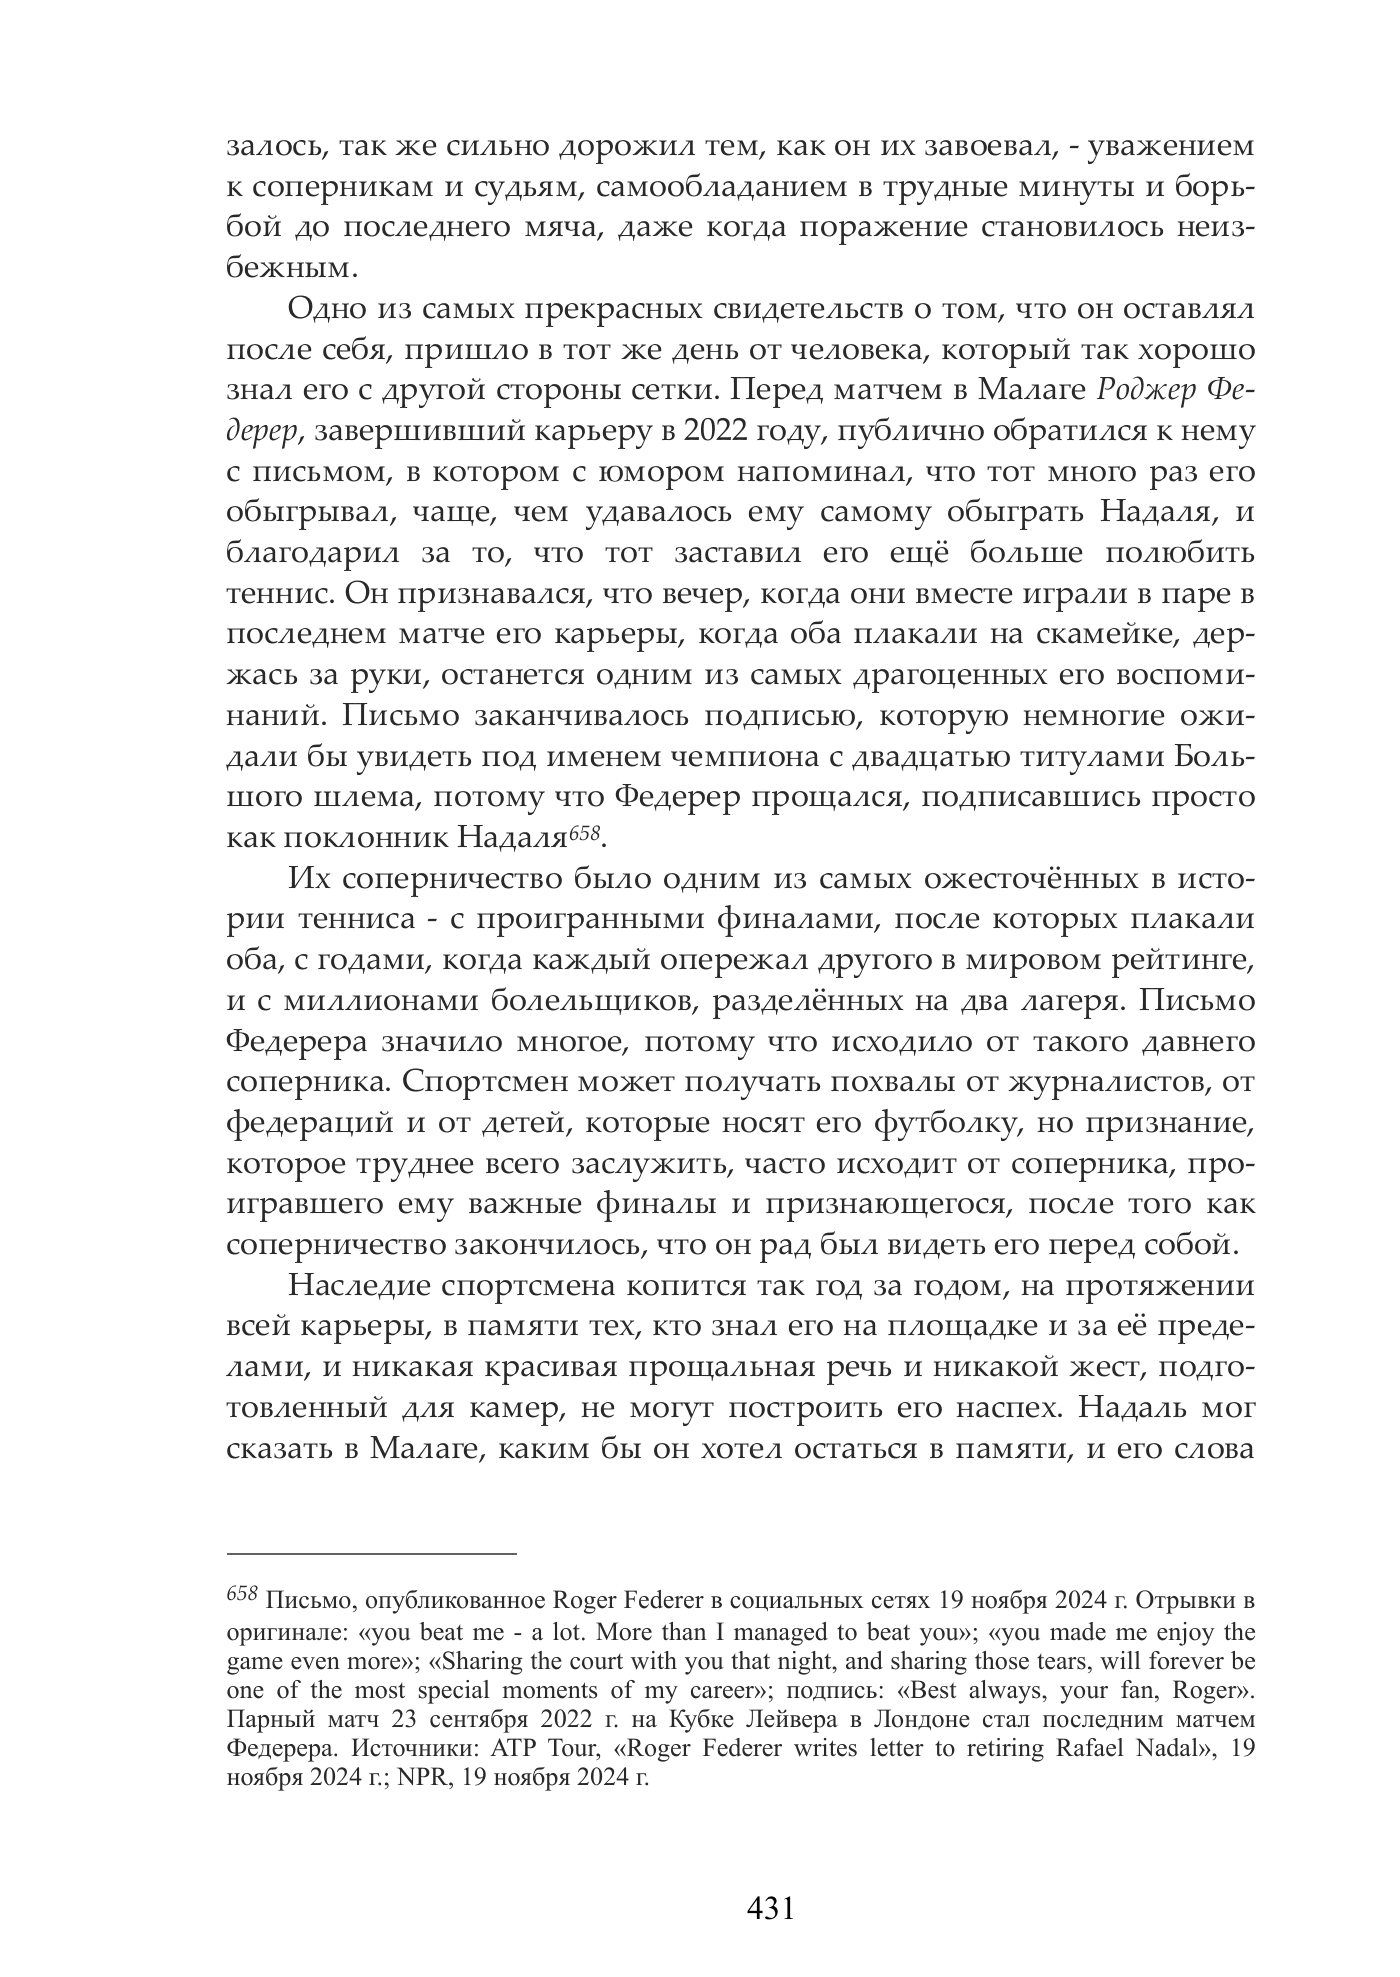 залось, так же сильно дорожил тем, как он их завоевал, - уважением
к соперникам и судьям, самообладанием в трудные минуты и борь-
бой до последнего мяча, даже когда поражение становилось неиз-
бежным.
Одно из самых прекрасных свидетельств о том, что он оставлял
после себя, пришло в тот же день от человека, который так хорошо
знал его с другой стороны сетки. Перед матчем в Малаге Роджер Фе-
дерер, завершивший карьеру в 2022 году, публично обратился к нему
с письмом, в котором с юмором напоминал, что тот много раз его
обыгрывал, чаще, чем удавалось ему самому обыграть Надаля, и
благодарил за то, что тот заставил его ещё больше полюбить
теннис. Он признавался, что вечер, когда они вместе играли в паре в
последнем матче его карьеры, когда оба плакали на скамейке, дер-
жась за руки, останется одним из самых драгоценных его воспоми-
наний. Письмо заканчивалось подписью, которую немногие ожи-
дали бы увидеть под именем чемпиона с двадцатью титулами Боль-
шого шлема, потому что Федерер прощался, подписавшись просто
как поклонник Надаля658.
Их соперничество было одним из самых ожесточённых в исто-
рии тенниса - с проигранными финалами, после которых плакали
оба, с годами, когда каждый опережал другого в мировом рейтинге,
и с миллионами болельщиков, разделённых на два лагеря. Письмо
Федерера значило многое, потому что исходило от такого давнего
соперника. Спортсмен может получать похвалы от журналистов, от
федераций и от детей, которые носят его футболку, но признание,
которое труднее всего заслужить, часто исходит от соперника, про-
игравшего ему важные финалы и признающегося, после того как
соперничество закончилось, что он рад был видеть его перед собой.
Наследие спортсмена копится так год за годом, на протяжении
всей карьеры, в памяти тех, кто знал его на площадке и за её преде-
лами, и никакая красивая прощальная речь и никакой жест, подго-
товленный для камер, не могут построить его наспех. Надаль мог
сказать в Малаге, каким бы он хотел остаться в памяти, и его слова
658 Письмо, опубликованное Roger Federer в социальных сетях 19 ноября 2024 г. Отрывки в
оригинале: «you beat me - a lot. More than I managed to beat you»; «you made me enjoy the
game even more»; «Sharing the court with you that night, and sharing those tears, will forever be
one of the most special moments of my career»; подпись: «Best always, your fan, Roger».
Парный матч 23 сентября 2022 г. на Кубке Лейвера в Лондоне стал последним матчем
Федерера. Источники: ATP Tour, «Roger Federer writes letter to retiring Rafael Nadal», 19
ноября 2024 г.; NPR, 19 ноября 2024 г.
431